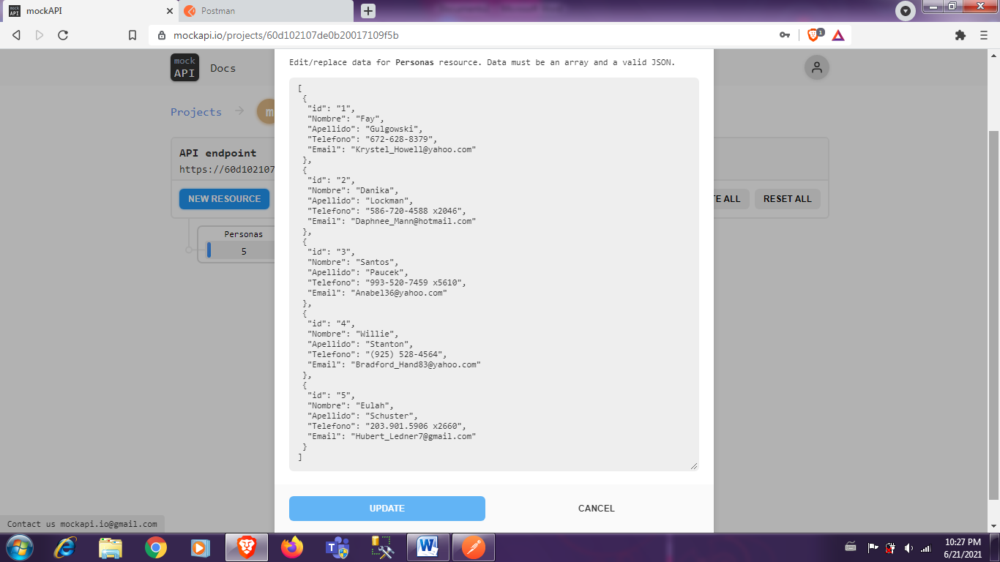 mockAPI
Postman
mockapi.io/projects/60d102107de0b20017109f5b
1
mock
API
Docs
Projects
m
API endpoint
https://60d102107
NEW RESOURCE
TE ALL
RESET ALL
Personas
5
Edit/replace data for Personas resource. Data must be an array and a valid JSON.
[
{
"id": "1",
"Nombre": "Fay",
"Apellido": "Gulgowski",
"Telefono": "672-628-8379",
"Email": "Krystel_Howell@yahoo.com"
},
{
"id": "2",
"Nombre": "Danika",
"Apellido": "Lockman",
"Telefono": "586-720-4588 x2046",
"Email": "Daphnee_Mann@hotmail.com"
},
{
"id": "3",
"Nombre": "Santos",
"Apellido": "Paucek",
"Telefono": "993-520-7459 x5610",
"Email": "Anabel36@yahoo.com"
},
{
"id": "4",
"Nombre": "Willie",
"Apellido": "Stanton",
"Telefono": "(925) 528-4564",
"Email": "Bradford_Hand83@yahoo.com"
},
{
"id": "5",
"Nombre": "Eulah",
"Apellido": "Schuster",
"Telefono": "203.901.5906 x2660",
"Email": "Hubert_Ledner7@gmail.com"
}
]
UPDATE
CANCEL
Contact us mockapi.io@gmail.com
10:27 PM
6/21/2021